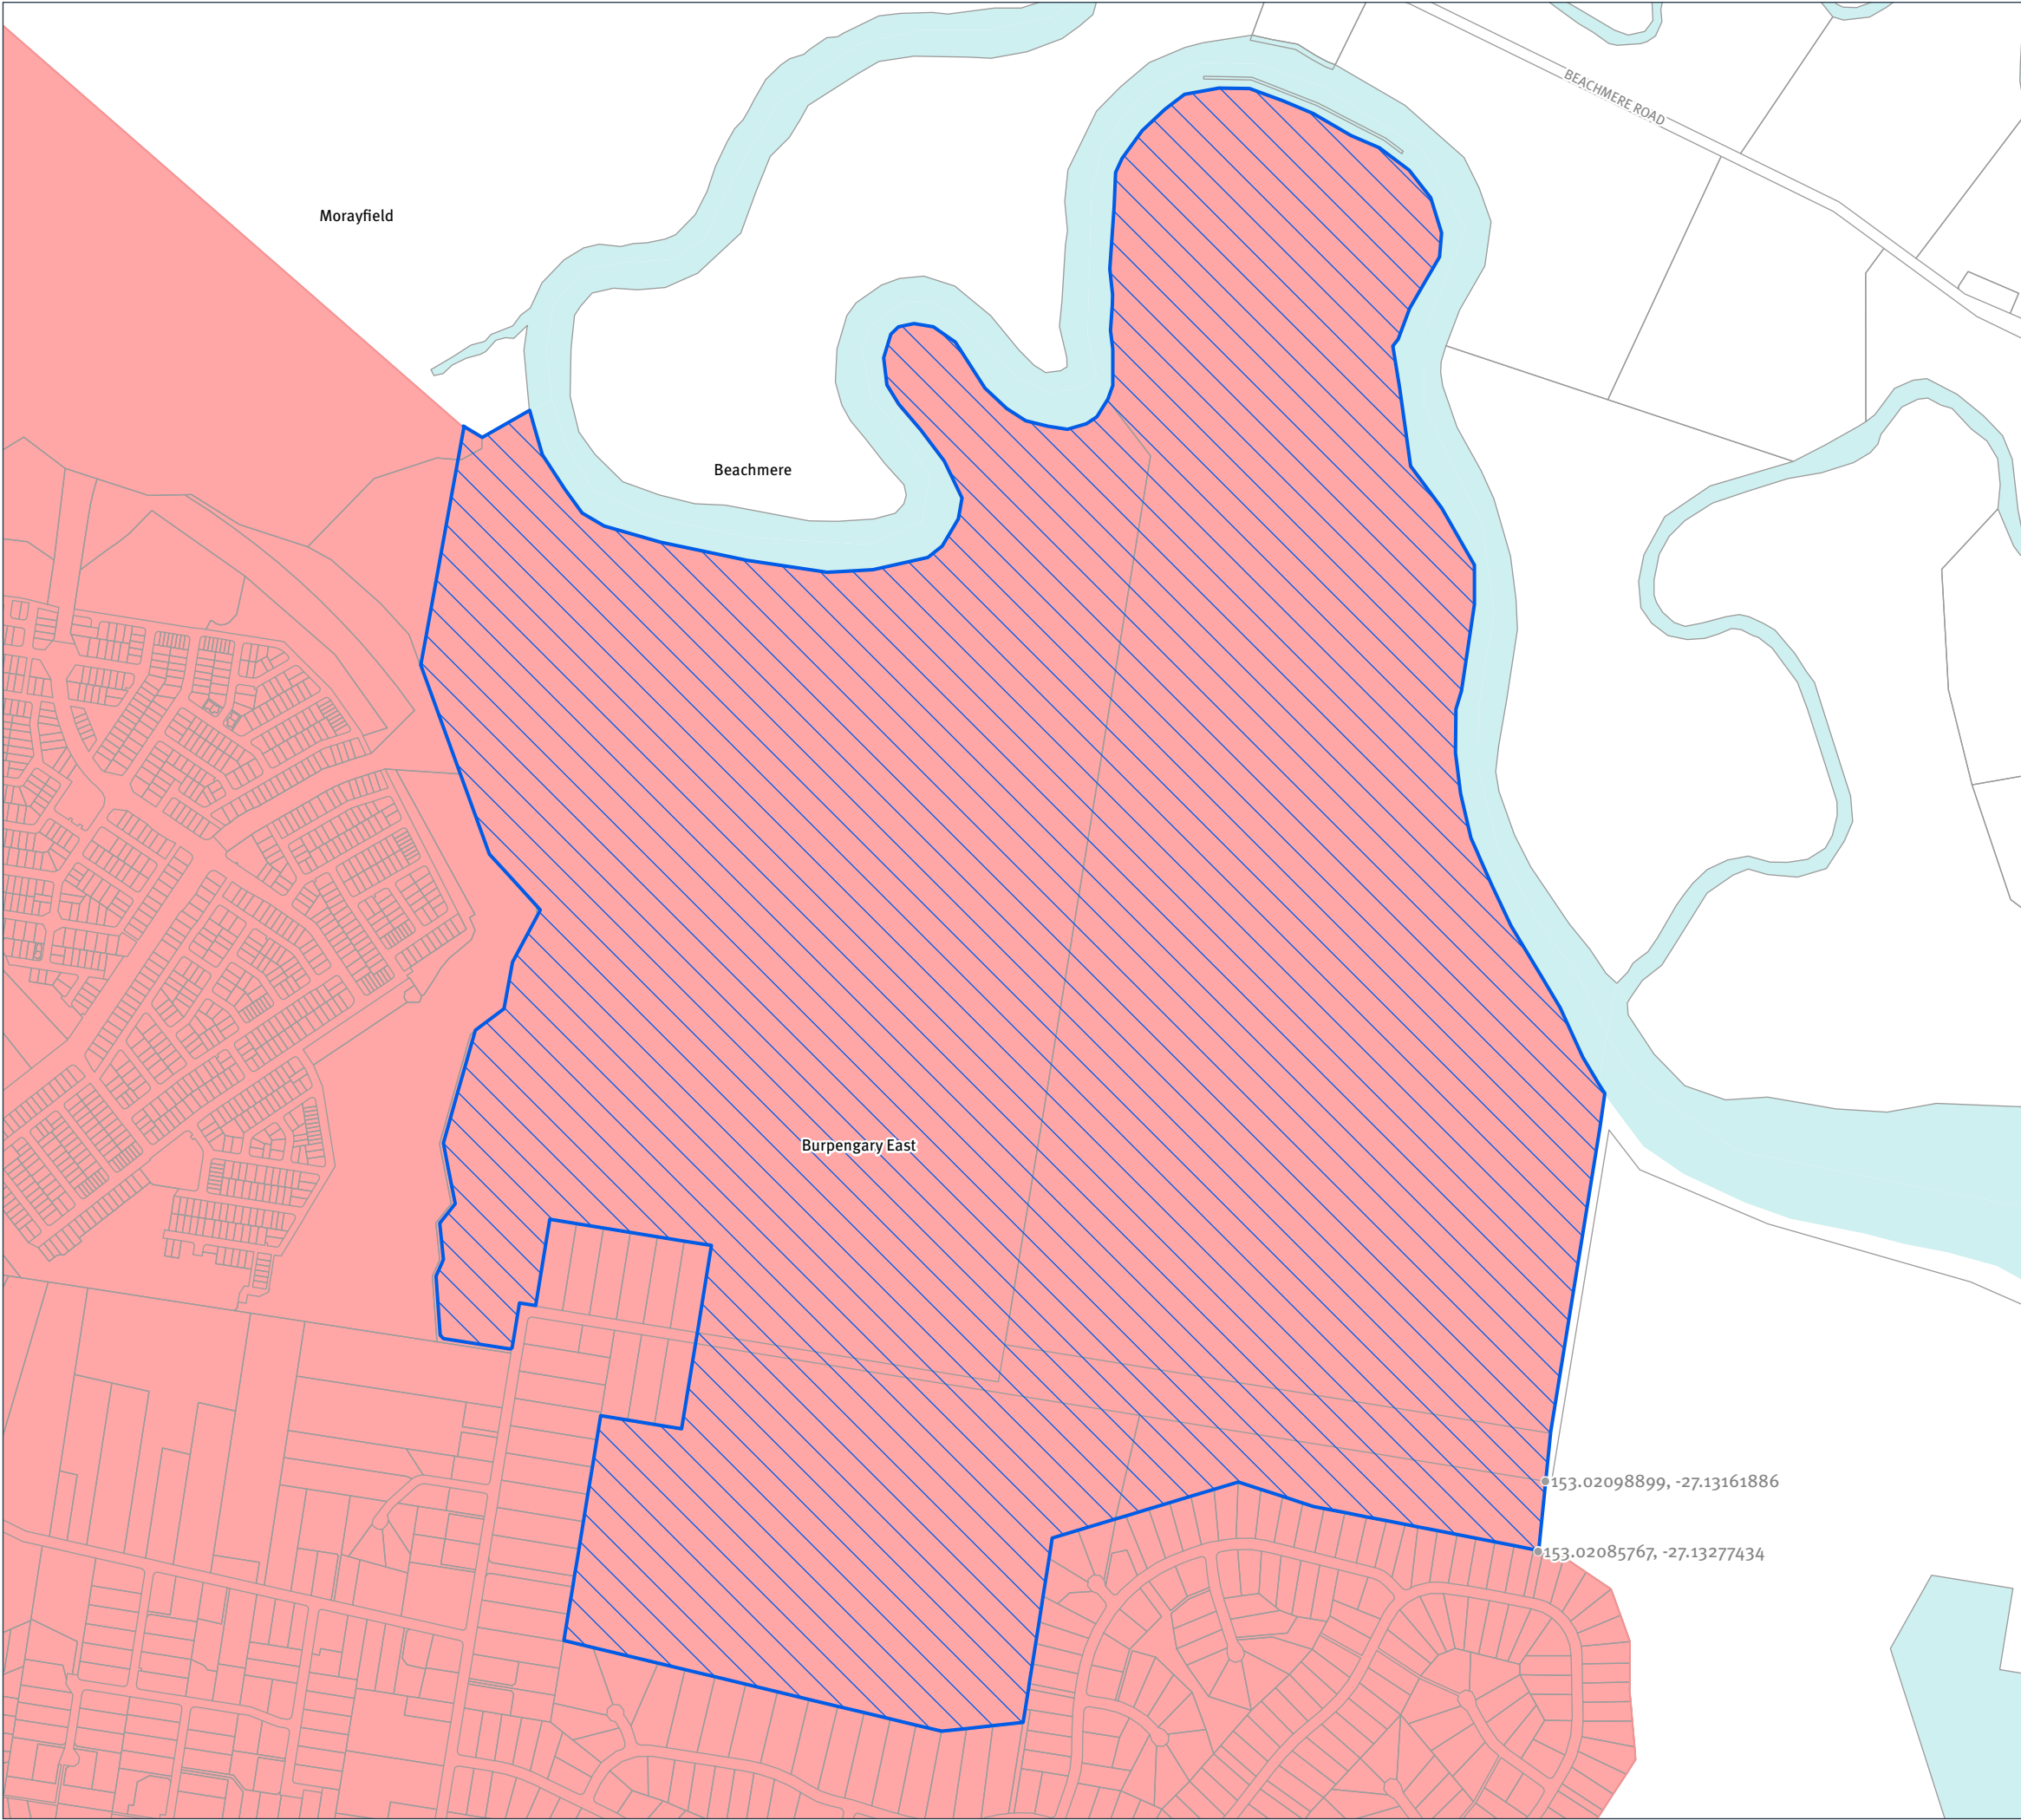 BEACHMERE ROAD
Morayfield
Beachmere
Burpengary East
153.02098899, -27.13161886
153.02085767, -27.13277434